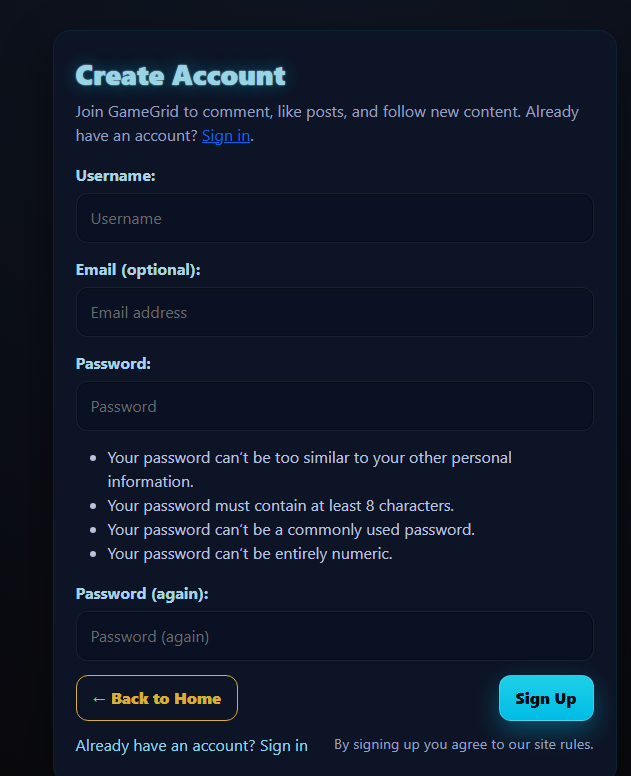 Create Account
Join GameGrid to comment, like posts, and follow new content. Already
have an account? Sign in.
Username:
Username
Email (optional):
Email address
Password:
Password
• Your password can’t be too similar to your other personal
information.
• Your password must contain at least 8 characters.
• Your password can’t be a commonly used password.
• Your password can’t be entirely numeric.
Password (again):
Password (again)
← Back to Home
Sign Up
Already have an account? Sign in
By signing up you agree to our site rules.